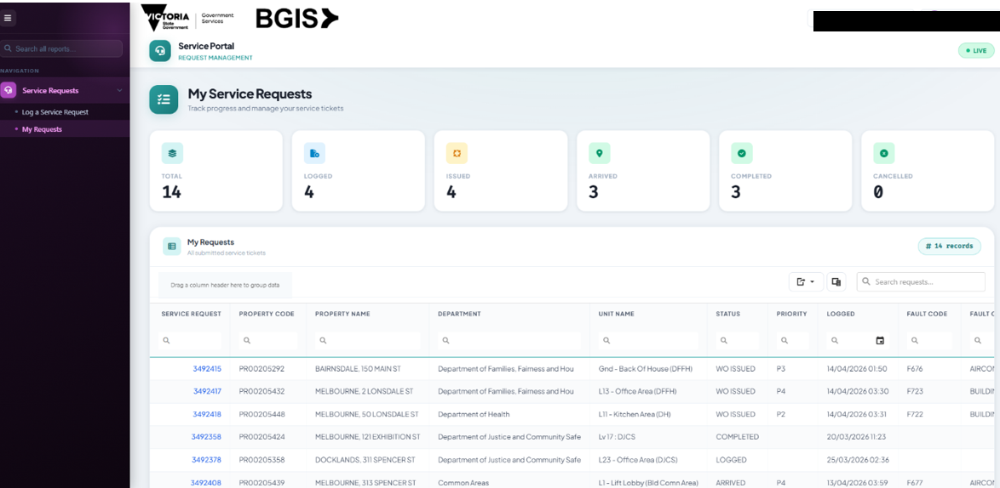 VICTORIA
State
Government
Government
Services
BGIS
Search all reports...
NAVIGATION
Service Requests
Log a Service Request
My Requests
Service Portal
REQUEST MANAGEMENT
LIVE
My Service Requests
Track progress and manage your service tickets
TOTAL
14
LOGGED
4
ISSUED
4
ARRIVED
3
COMPLETED
3
CANCELLED
0
My Requests
All submitted service tickets
# 14 records
Drag a column header here to group data
Search requests...
SERVICE REQUEST PROPERTY CODE PROPERTY NAME DEPARTMENT UNIT NAME STATUS PRIORITY LOGGED FAULT CODE FAULT C
3492415 PR00205292 BAIRNSDALE, 150 MAIN ST Department of Families, Fairness and Hou Gnd - Back Of House (DFFH) WO ISSUED P3 14/04/2026 01:50 F676 AIRCON
3492417 PR00205432 MELBOURNE, 2 LONSDALE ST Department of Families, Fairness and Hou L13 - Office Area (DFFH) WO ISSUED P4 14/04/2026 03:30 F723 BUILDIN
3492418 PR00205448 MELBOURNE, 50 LONSDALE ST Department of Health L11 - Kitchen Area (DH) WO ISSUED P2 14/04/2026 03:31 F722 BUILDIN
3492358 PR00205424 MELBOURNE, 121 EXHIBITION ST Department of Justice and Community Safe Lv 17 : DJCS COMPLETED 20/03/2026 11:23
3492378 PR00205358 DOCKLANDS, 311 SPENCER ST Department of Justice and Community Safe L23 - Office Area (DJCS) LOGGED 25/03/2026 02:36
3492408 PR00205439 MELBOURNE, 313 SPENCER ST Common Areas L1 - Lift Lobby (Bld Comn Area) ARRIVED P4 13/04/2026 03:59 F677 AIRCON